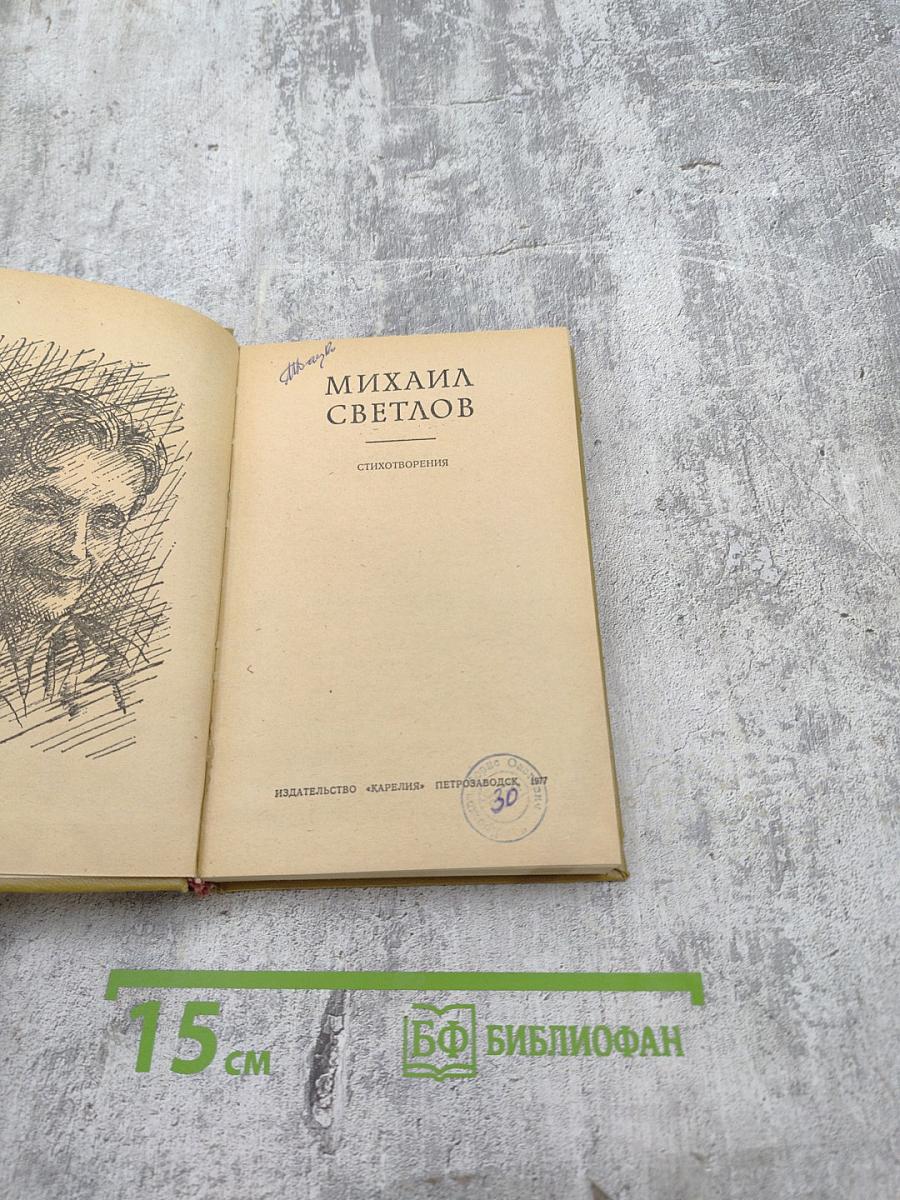 МИХАИЛ
СВЕТЛОВ
СТИХОТВОРЕНИЯ
ИЗДАТЕЛЬСТВО «КАРЕЛИЯ» ПЕТРОЗАВОДСК 1977
30
15 см
БФ БИБЛИОФАН